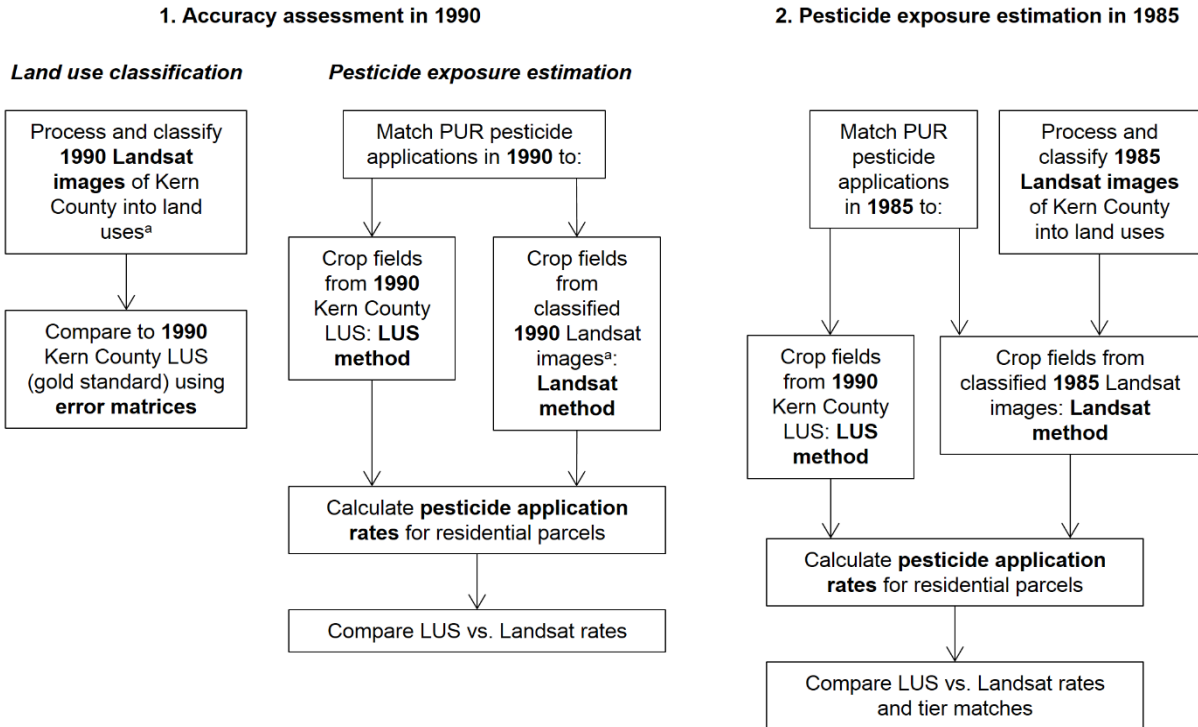 1. Accuracy assessment in 1990
Land use classification
Process and classify
1990 Landsat
images of Kern
County into land
usesᵃ
Compare to 1990
Kern County LUS
(gold standard) using
error matrices
Pesticide exposure estimation
Match PUR pesticide
applications in 1990 to:
Crop fields
from 1990
Kern County
LUS: LUS
method
Crop fields
from
classified
1990 Landsat
imagesᵃ:
Landsat
method
Calculate pesticide application
rates for residential parcels
Compare LUS vs. Landsat rates
2. Pesticide exposure estimation in 1985
Match PUR
pesticide
applications
in 1985 to:
Process and
classify 1985
Landsat images
of Kern County
into land uses
Crop fields
from 1990
Kern County
LUS: LUS
method
Crop fields from
classified 1985 Landsat
images: Landsat
method
Calculate pesticide application
rates for residential parcels
Compare LUS vs. Landsat rates
and tier matches